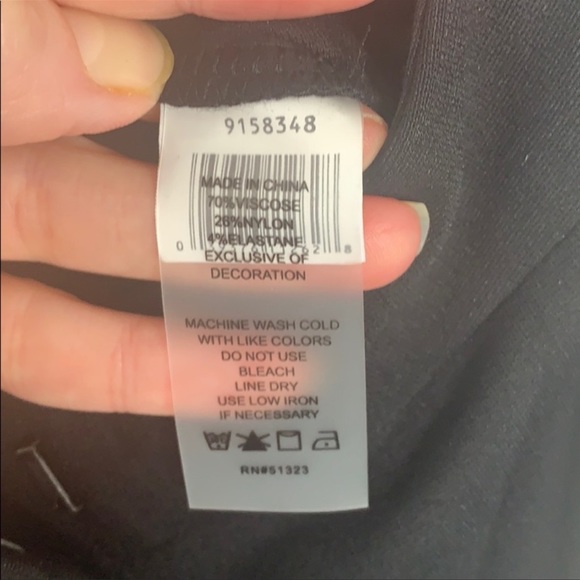 9158348
MADE IN CHINA
70%VISCOSE
26%NYLON
4%ELASTANE
EXCLUSIVE OF
DECORATION
MACHINE WASH COLD
WITH LIKE COLORS
DO NOT USE
BLEACH
LINE DRY
USE LOW IRON
IF NECESSARY
RN#51323